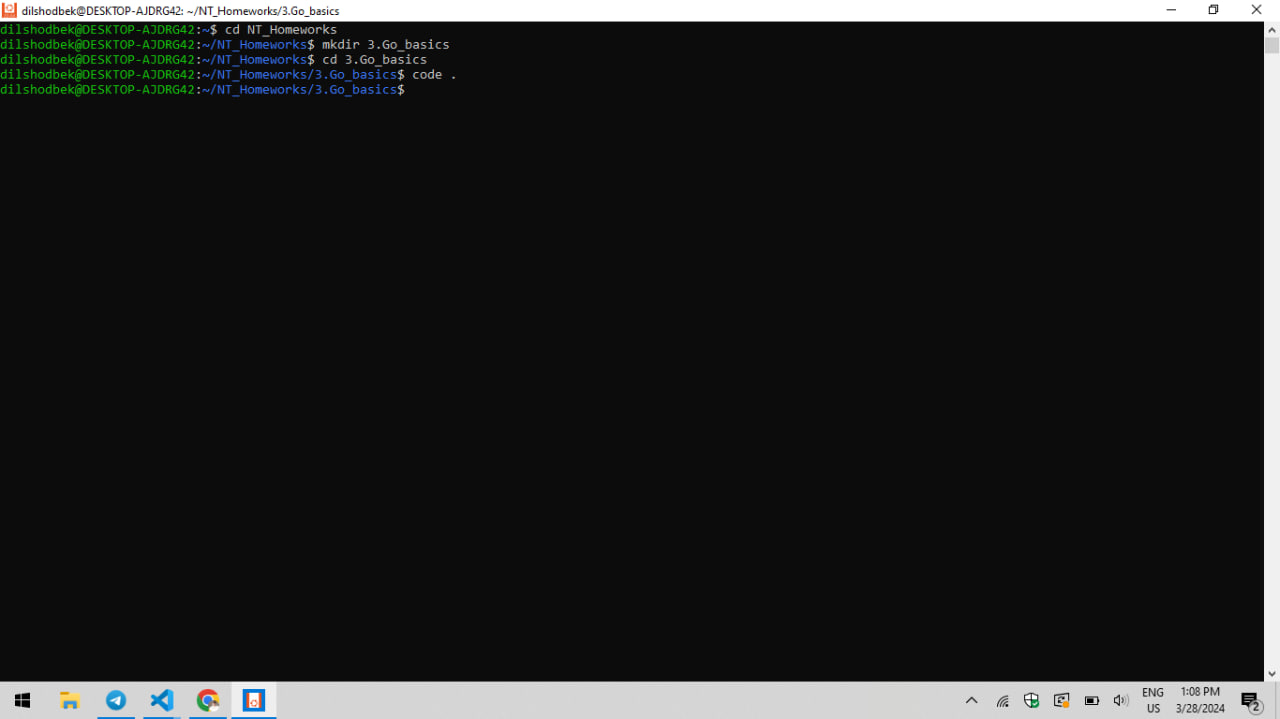 dilshodbek@DESKTOP-AJDRG42: ~/NT_Homeworks/3.Go_basics
dilshodbek@DESKTOP-AJDRG42:~$ cd NT_Homeworks
dilshodbek@DESKTOP-AJDRG42:~/NT_Homeworks$ mkdir 3.Go_basics
dilshodbek@DESKTOP-AJDRG42:~/NT_Homeworks$ cd 3.Go_basics
dilshodbek@DESKTOP-AJDRG42:~/NT_Homeworks/3.Go_basics$ code .
dilshodbek@DESKTOP-AJDRG42:~/NT_Homeworks/3.Go_basics$
ENG
US
1:08 PM
3/28/2024
2